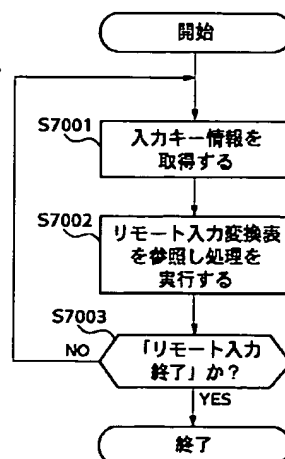 開始
S7001
入力キー情報を
取得する
S7002
リモート入力変換表
を参照し処理を
実行する
S7003
「リモート入力
終了」か?
NO
YES
終了